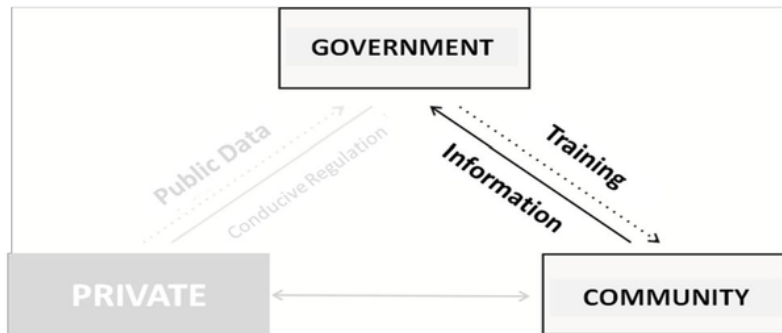 GOVERNMENT
Public Data
Conducive Regulation
Information
Training
PRIVATE
COMMUNITY